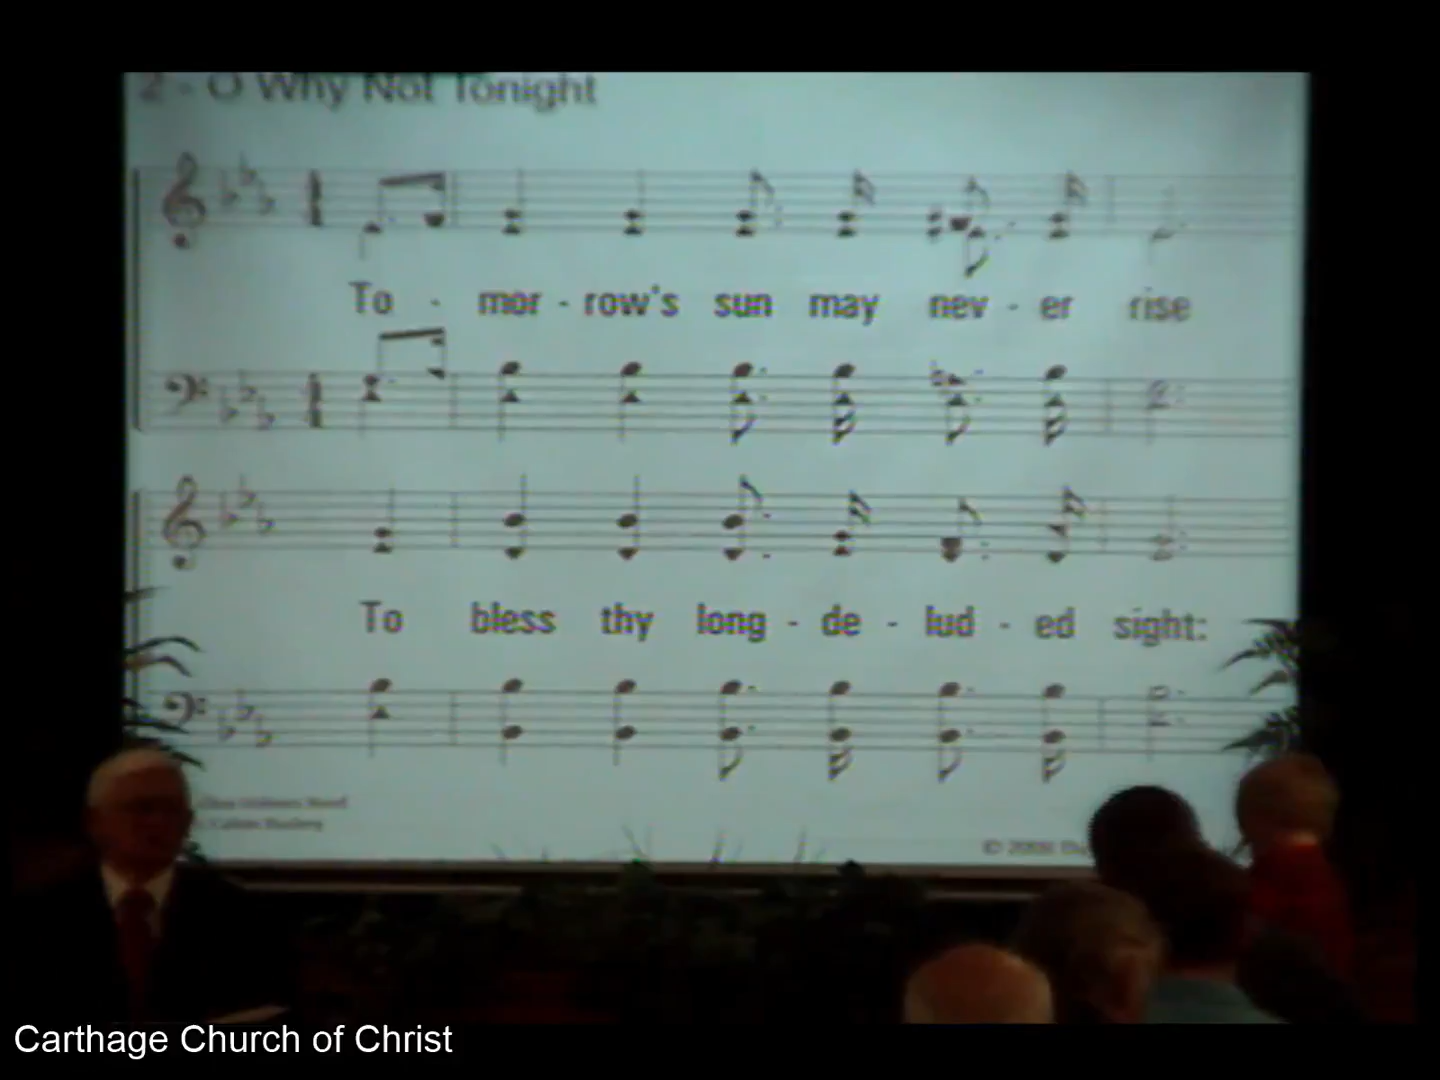 2 - O Why Not Tonight
To - mor - row's sun may nev - er rise
To bless thy long - de - lud - ed sight:
©
Carthage Church of Christ